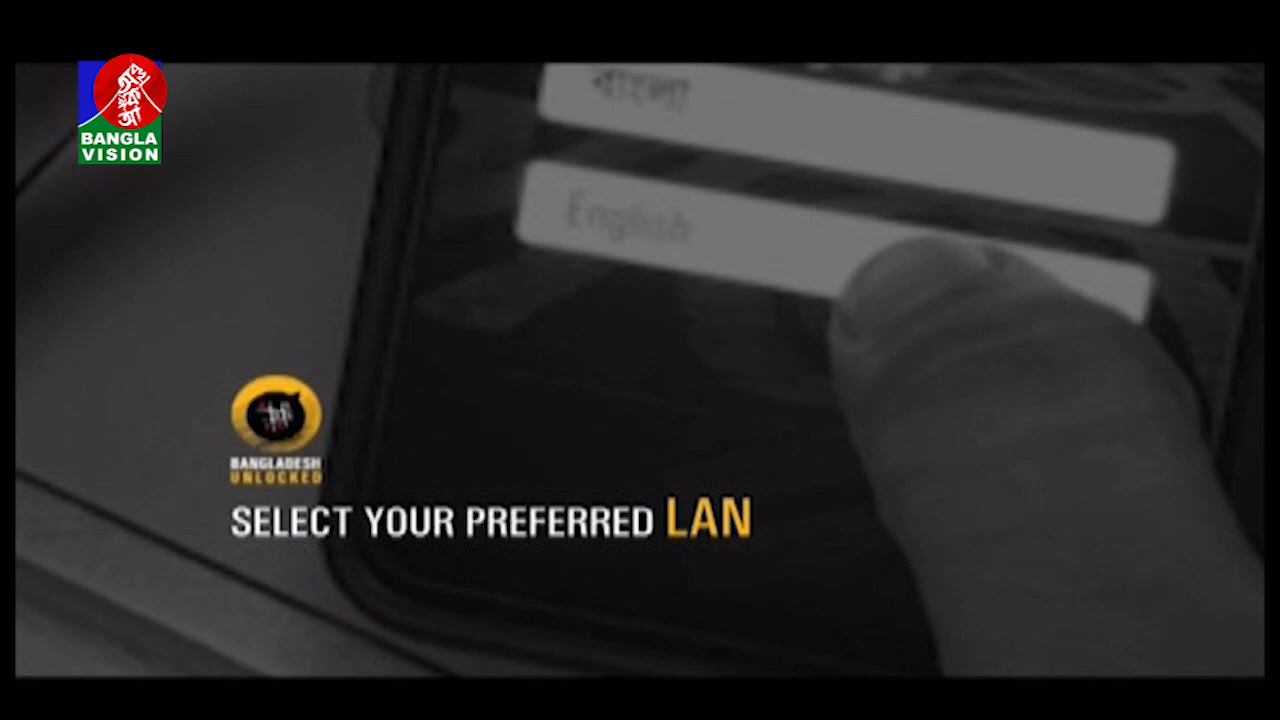 BANGLA
VISION
বাংলা
English
BANGLADESH
UNLOCKED
SELECT YOUR PREFERRED LAN